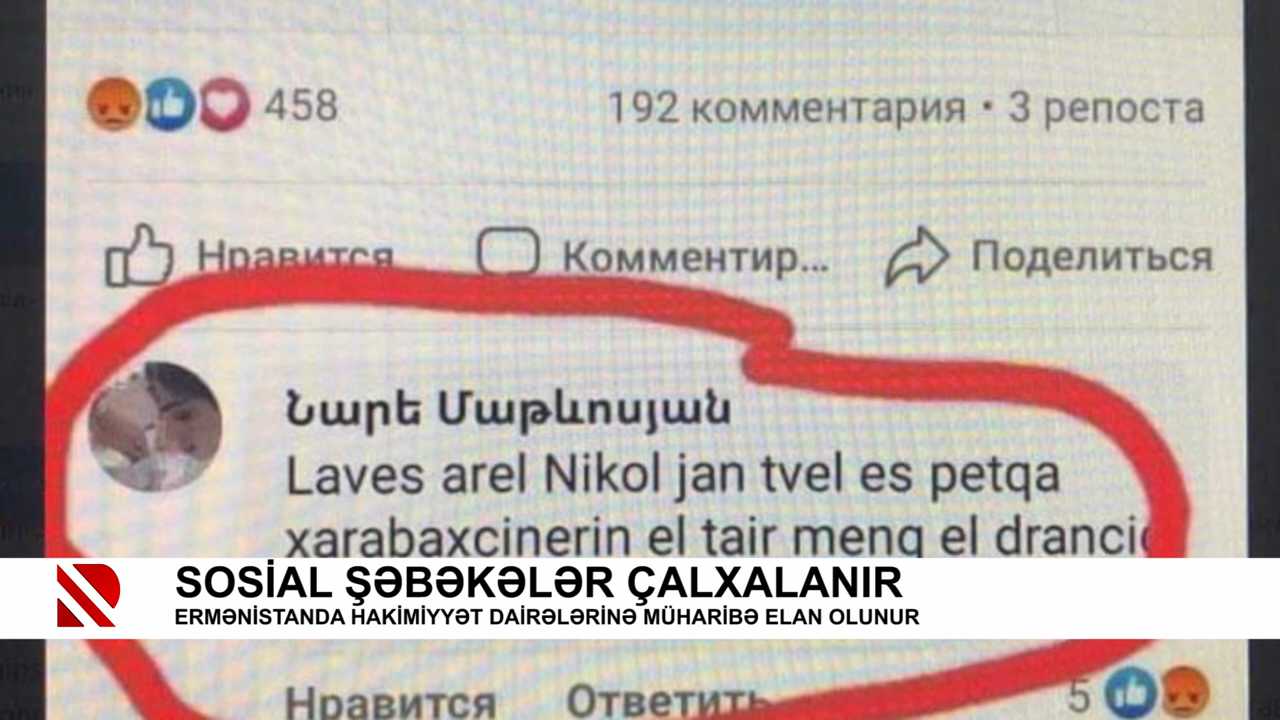 458
192 комментария • 3 репоста
Нравится
Комментир...
Поделиться
Նարե Մաթևոսյան
Laves arel Nikol jan tvel es petqa
xarabaxcinerin el tair menq el
SOSİAL ŞƏBƏKƏLƏR ÇALXALANIR
ERMƏNİSTANDA HAKİMİYYƏT DAİRƏLƏRİNƏ MÜHARİBƏ ELAN OLUNUR
Нравится
Ответить
5